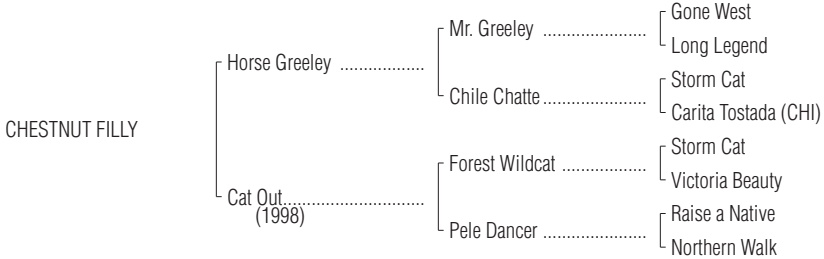 Gone West
Mr. Greeley ........................
Long Legend
Horse Greeley ...................
Storm Cat
Chile Chatte........................
Carita Tostada (CHI)
CHESTNUT FILLY
Storm Cat
Forest Wildcat ....................
Victoria Beauty
Cat Out................................
(1998)
Raise a Native
Pele Dancer ........................
Northern Walk